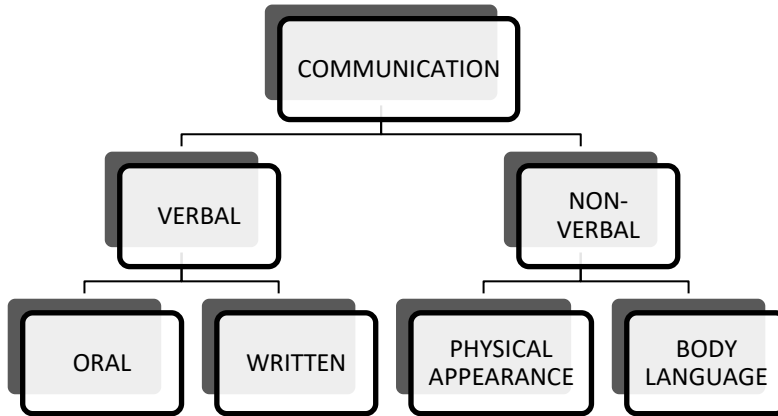 COMMUNICATION
VERBAL
NON-
VERBAL
ORAL
WRITTEN
PHYSICAL
APPEARANCE
BODY
LANGUAGE